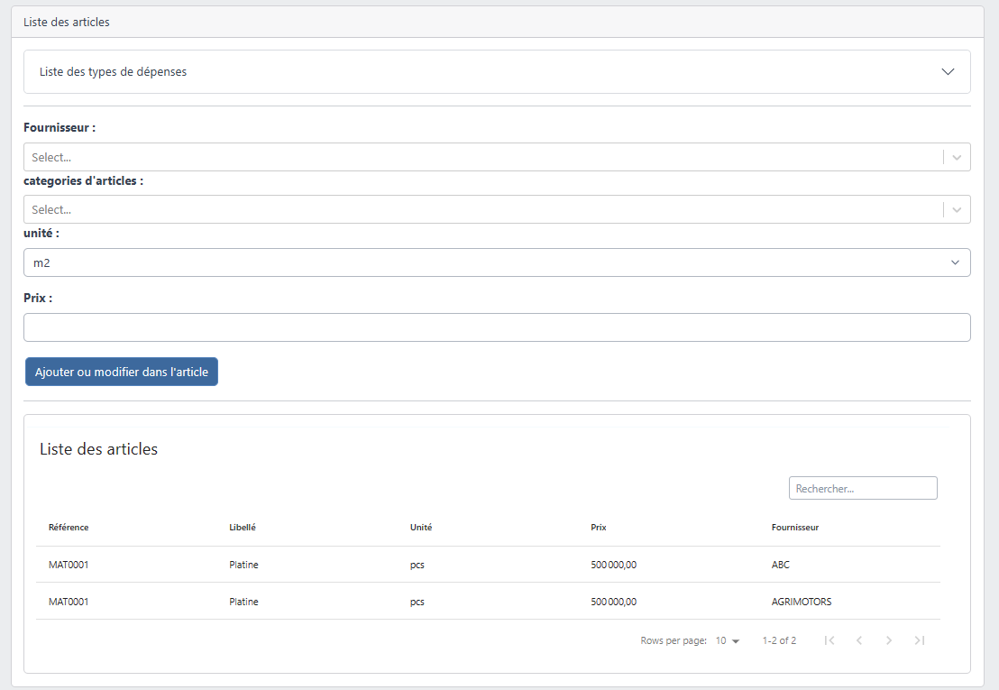 Liste des articles
Liste des types de dépenses
Fournisseur :
Select...
categories d'articles :
Select...
unité :
m2
Prix :
Ajouter ou modifier dans l'article
Liste des articles
Rechercher...
Référence Libellé Unité Prix Fournisseur
MAT0001 Platine pcs 500 000,00 ABC
MAT0001 Platine pcs 500 000,00 AGRIMOTORS
Rows per page: 10 1-2 of 2